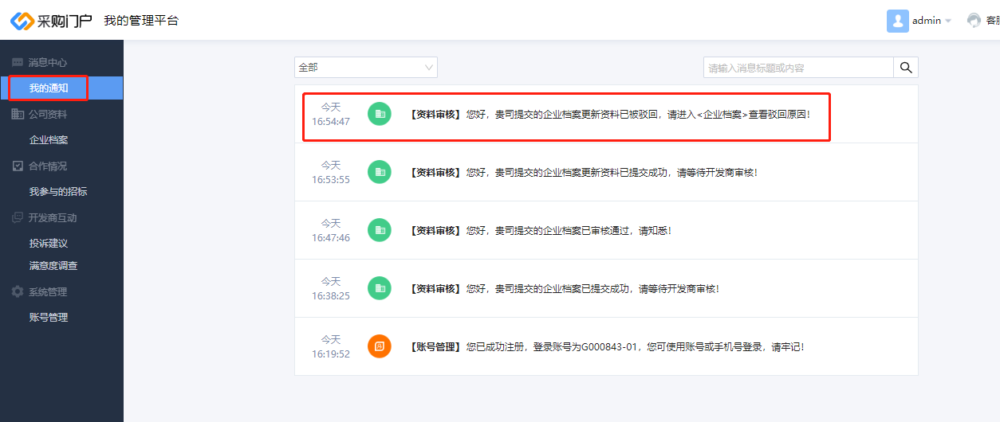 采购门户 我的管理平台 admin 客服
消息中心
我的通知
公司资料
企业档案
合作情况
我参与的招标
开发商互动
投诉建议
满意度调查
系统管理
账号管理
全部 请输入消息标题或内容
今天
16:54:47 【资料审核】您好，贵司提交的企业档案更新资料已被驳回，请进入<企业档案>查看驳回原因！
今天
16:53:55 【资料审核】您好，贵司提交的企业档案更新资料已提交成功，请等待开发商审核！
今天
16:47:46 【资料审核】您好，贵司提交的企业档案已审核通过，请知悉！
今天
16:38:25 【资料审核】您好，贵司提交的企业档案已提交成功，请等待开发商审核！
今天
16:19:52 【账号管理】您已成功注册，登录账号为G000843-01，您可使用账号或手机号登录，请牢记！